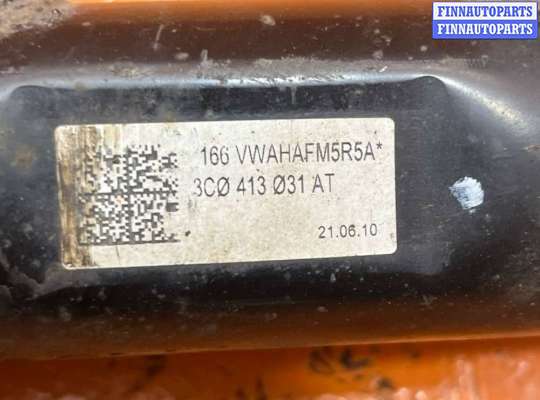 FINNAUTOPARTS
FINNAUTOPARTS
166 VWAHAFM5R5A*
3CØ 413 Ø31 AT
21.06.10